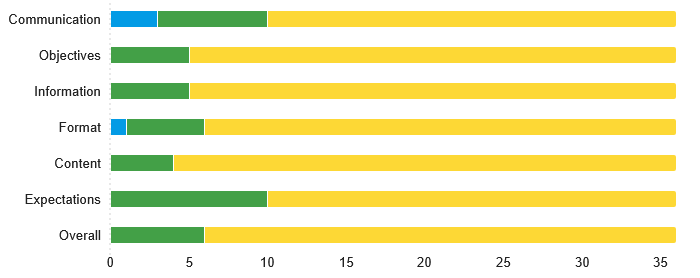 Communication
Objectives
Information
Format
Content
Expectations
Overall
0 5 10 15 20 25 30 35